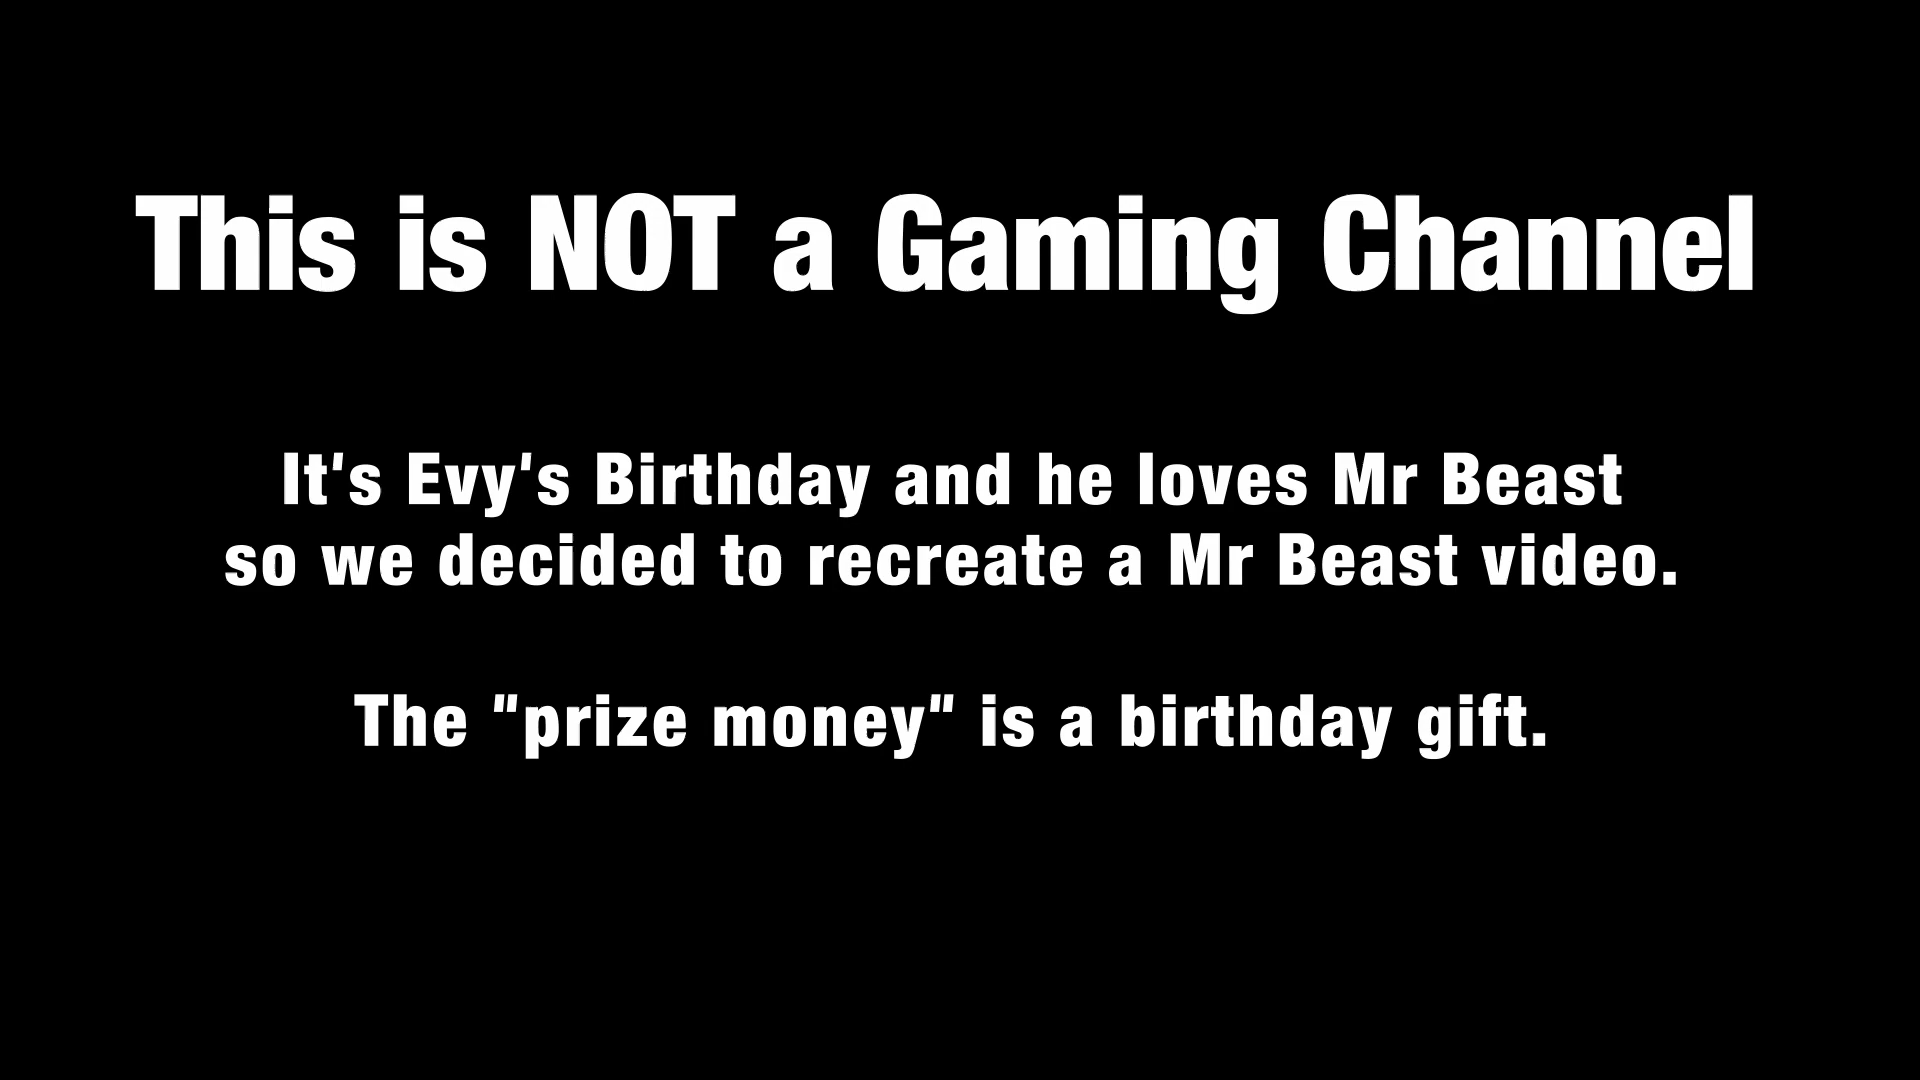 This is NOT a Gaming Channel
It's Evy's Birthday and he loves Mr Beast
so we decided to recreate a Mr Beast video.
The "prize money" is a birthday gift.